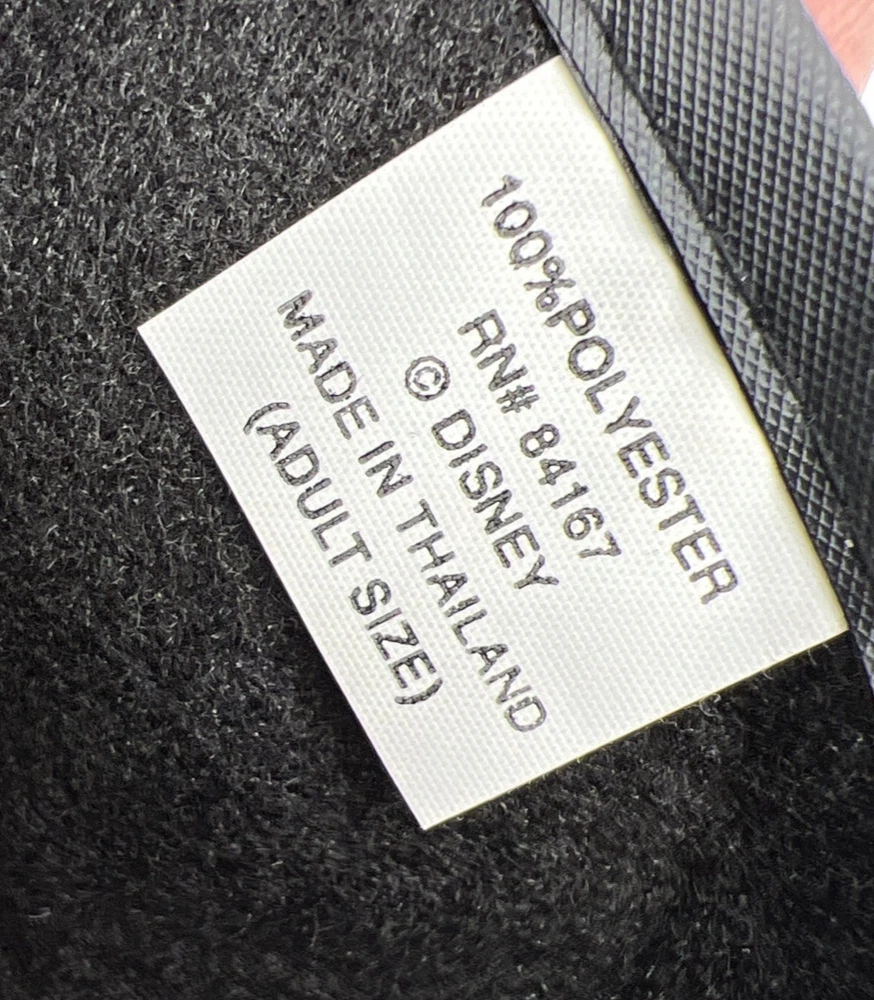 100%POLYESTER
RN# 84167
© DISNEY
MADE IN THAILAND
(ADULT SIZE)